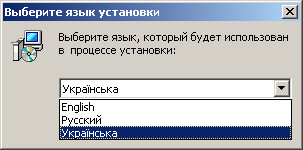 Выберите язык установки
Выберите язык, который будет использован
в процессе установки:
Українська
English
Русский
Українська